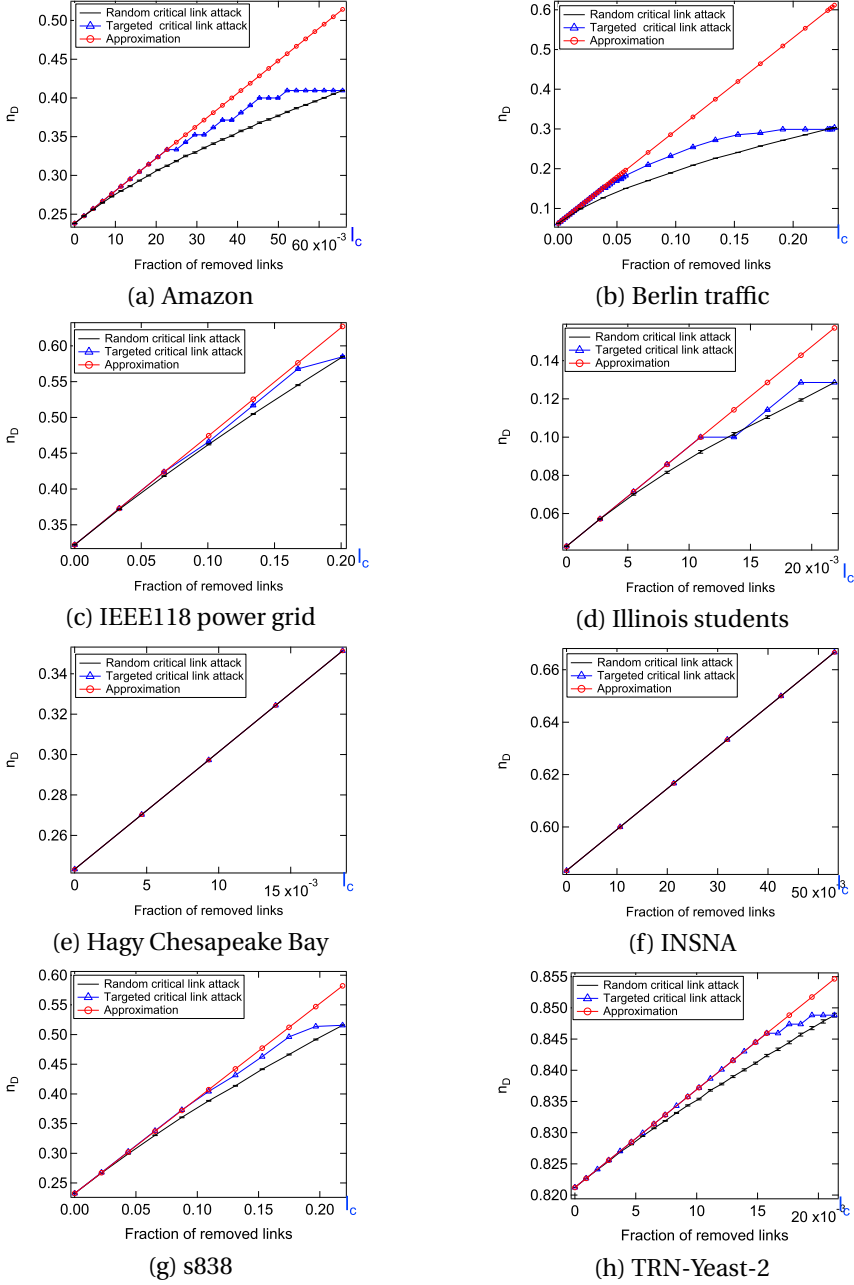 Random critical link attack
Targeted critical link attack
Approximation
0.50
0.45
0.40
0.35
0.30
0.25
n_D
0
10
20
30
40
50
60 x10^-3
l_c
Fraction of removed links
(a) Amazon
Random critical link attack
Targeted critical link attack
Approximation
0.6
0.5
0.4
0.3
0.2
0.1
n_D
0.00
0.05
0.10
0.15
0.20
l_c
Fraction of removed links
(b) Berlin traffic
Random critical link attack
Targeted critical link attack
Approximation
0.60
0.55
0.50
0.45
0.40
0.35
n_D
0.00
0.05
0.10
0.15
0.20
l_c
Fraction of removed links
(c) IEEE118 power grid
Random critical link attack
Targeted critical link attack
Approximation
0.14
0.12
0.10
0.08
0.06
n_D
0
5
10
15
20 x10^-3
l_c
Fraction of removed links
(d) Illinois students
Random critical link attack
Targeted critical link attack
Approximation
0.34
0.32
0.30
0.28
0.26
n_D
0
5
10
15 x10^-3
l_c
Fraction of removed links
(e) Hagy Chesapeake Bay
Random critical link attack
Targeted critical link attack
Approximation
0.66
0.64
0.62
0.60
n_D
0
10
20
30
40
50 x10^-3
l_c
Fraction of removed links
(f) INSNA
Random critical link attack
Targeted critical link attack
Approximation
0.60
0.55
0.50
0.45
0.40
0.35
0.30
0.25
n_D
0.00
0.05
0.10
0.15
0.20
l_c
Fraction of removed links
(g) s838
Random critical link attack
Targeted critical link attack
Approximation
0.855
0.850
0.845
0.840
0.835
0.830
0.825
0.820
n_D
0
5
10
15
20 x10^-3
l_c
Fraction of removed links
(h) TRN-Yeast-2